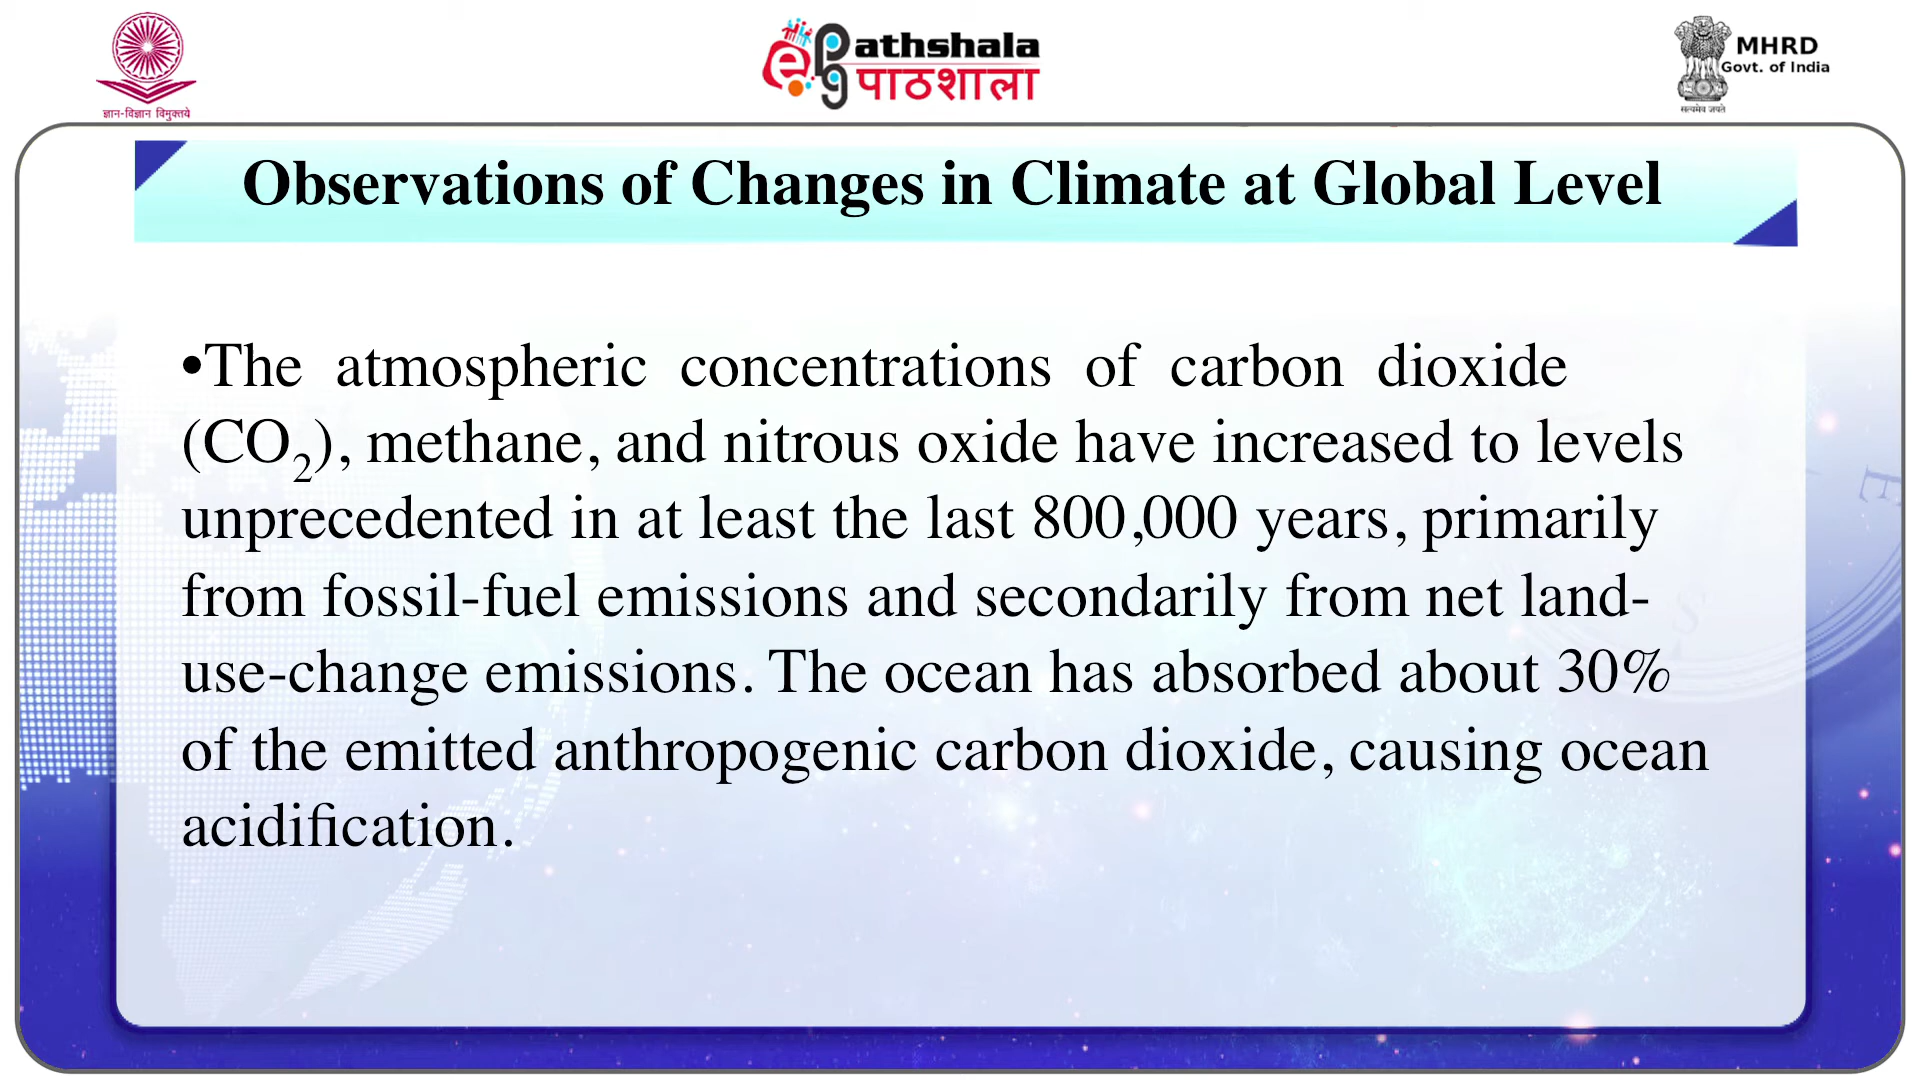 ज्ञान-विज्ञान विमुक्तये
e pg athshala
पाठशाला
MHRD
Govt. of India
सत्यमेव जयते
Observations of Changes in Climate at Global Level
•The atmospheric concentrations of carbon dioxide
(CO₂), methane, and nitrous oxide have increased to levels
unprecedented in at least the last 800,000 years, primarily
from fossil-fuel emissions and secondarily from net land-
use-change emissions. The ocean has absorbed about 30%
of the emitted anthropogenic carbon dioxide, causing ocean
acidification.